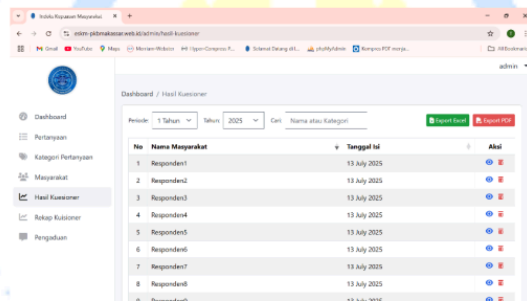 Indeks Kepuasan Masyarakat
esikm-pkbmakassar.web.id/admin/hasil-kuesioner
Gmail YouTube Maps
admin
Dashboard / Hasil Kuesioner
Dashboard
Pertanyaan
Kategori Pertanyaan
Masyarakat
Hasil Kuesioner
Rekap Kuisioner
Pengaduan
Periode 1 Tahun Tahun 2025 Cari Nama atau Kategori Export Excel Export PDF
No Nama Masyarakat Tanggal Isi Aksi
1 Responden1 13 July 2025
2 Responden2 13 July 2025
3 Responden3 13 July 2025
4 Responden4 13 July 2025
5 Responden5 13 July 2025
6 Responden6 13 July 2025
7 Responden7 13 July 2025
8 Responden8 13 July 2025